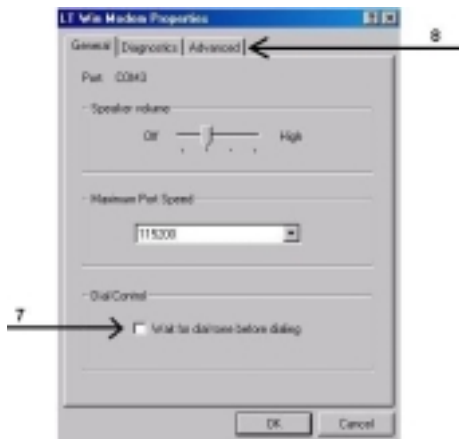 LT Win Modem Properties
8
General Diagnostics Advanced
Port: COM3
Speaker volume
Off High
Maximum Port Speed
115200
Dial Control
7
Wait for dial tone before dialing
OK Cancel